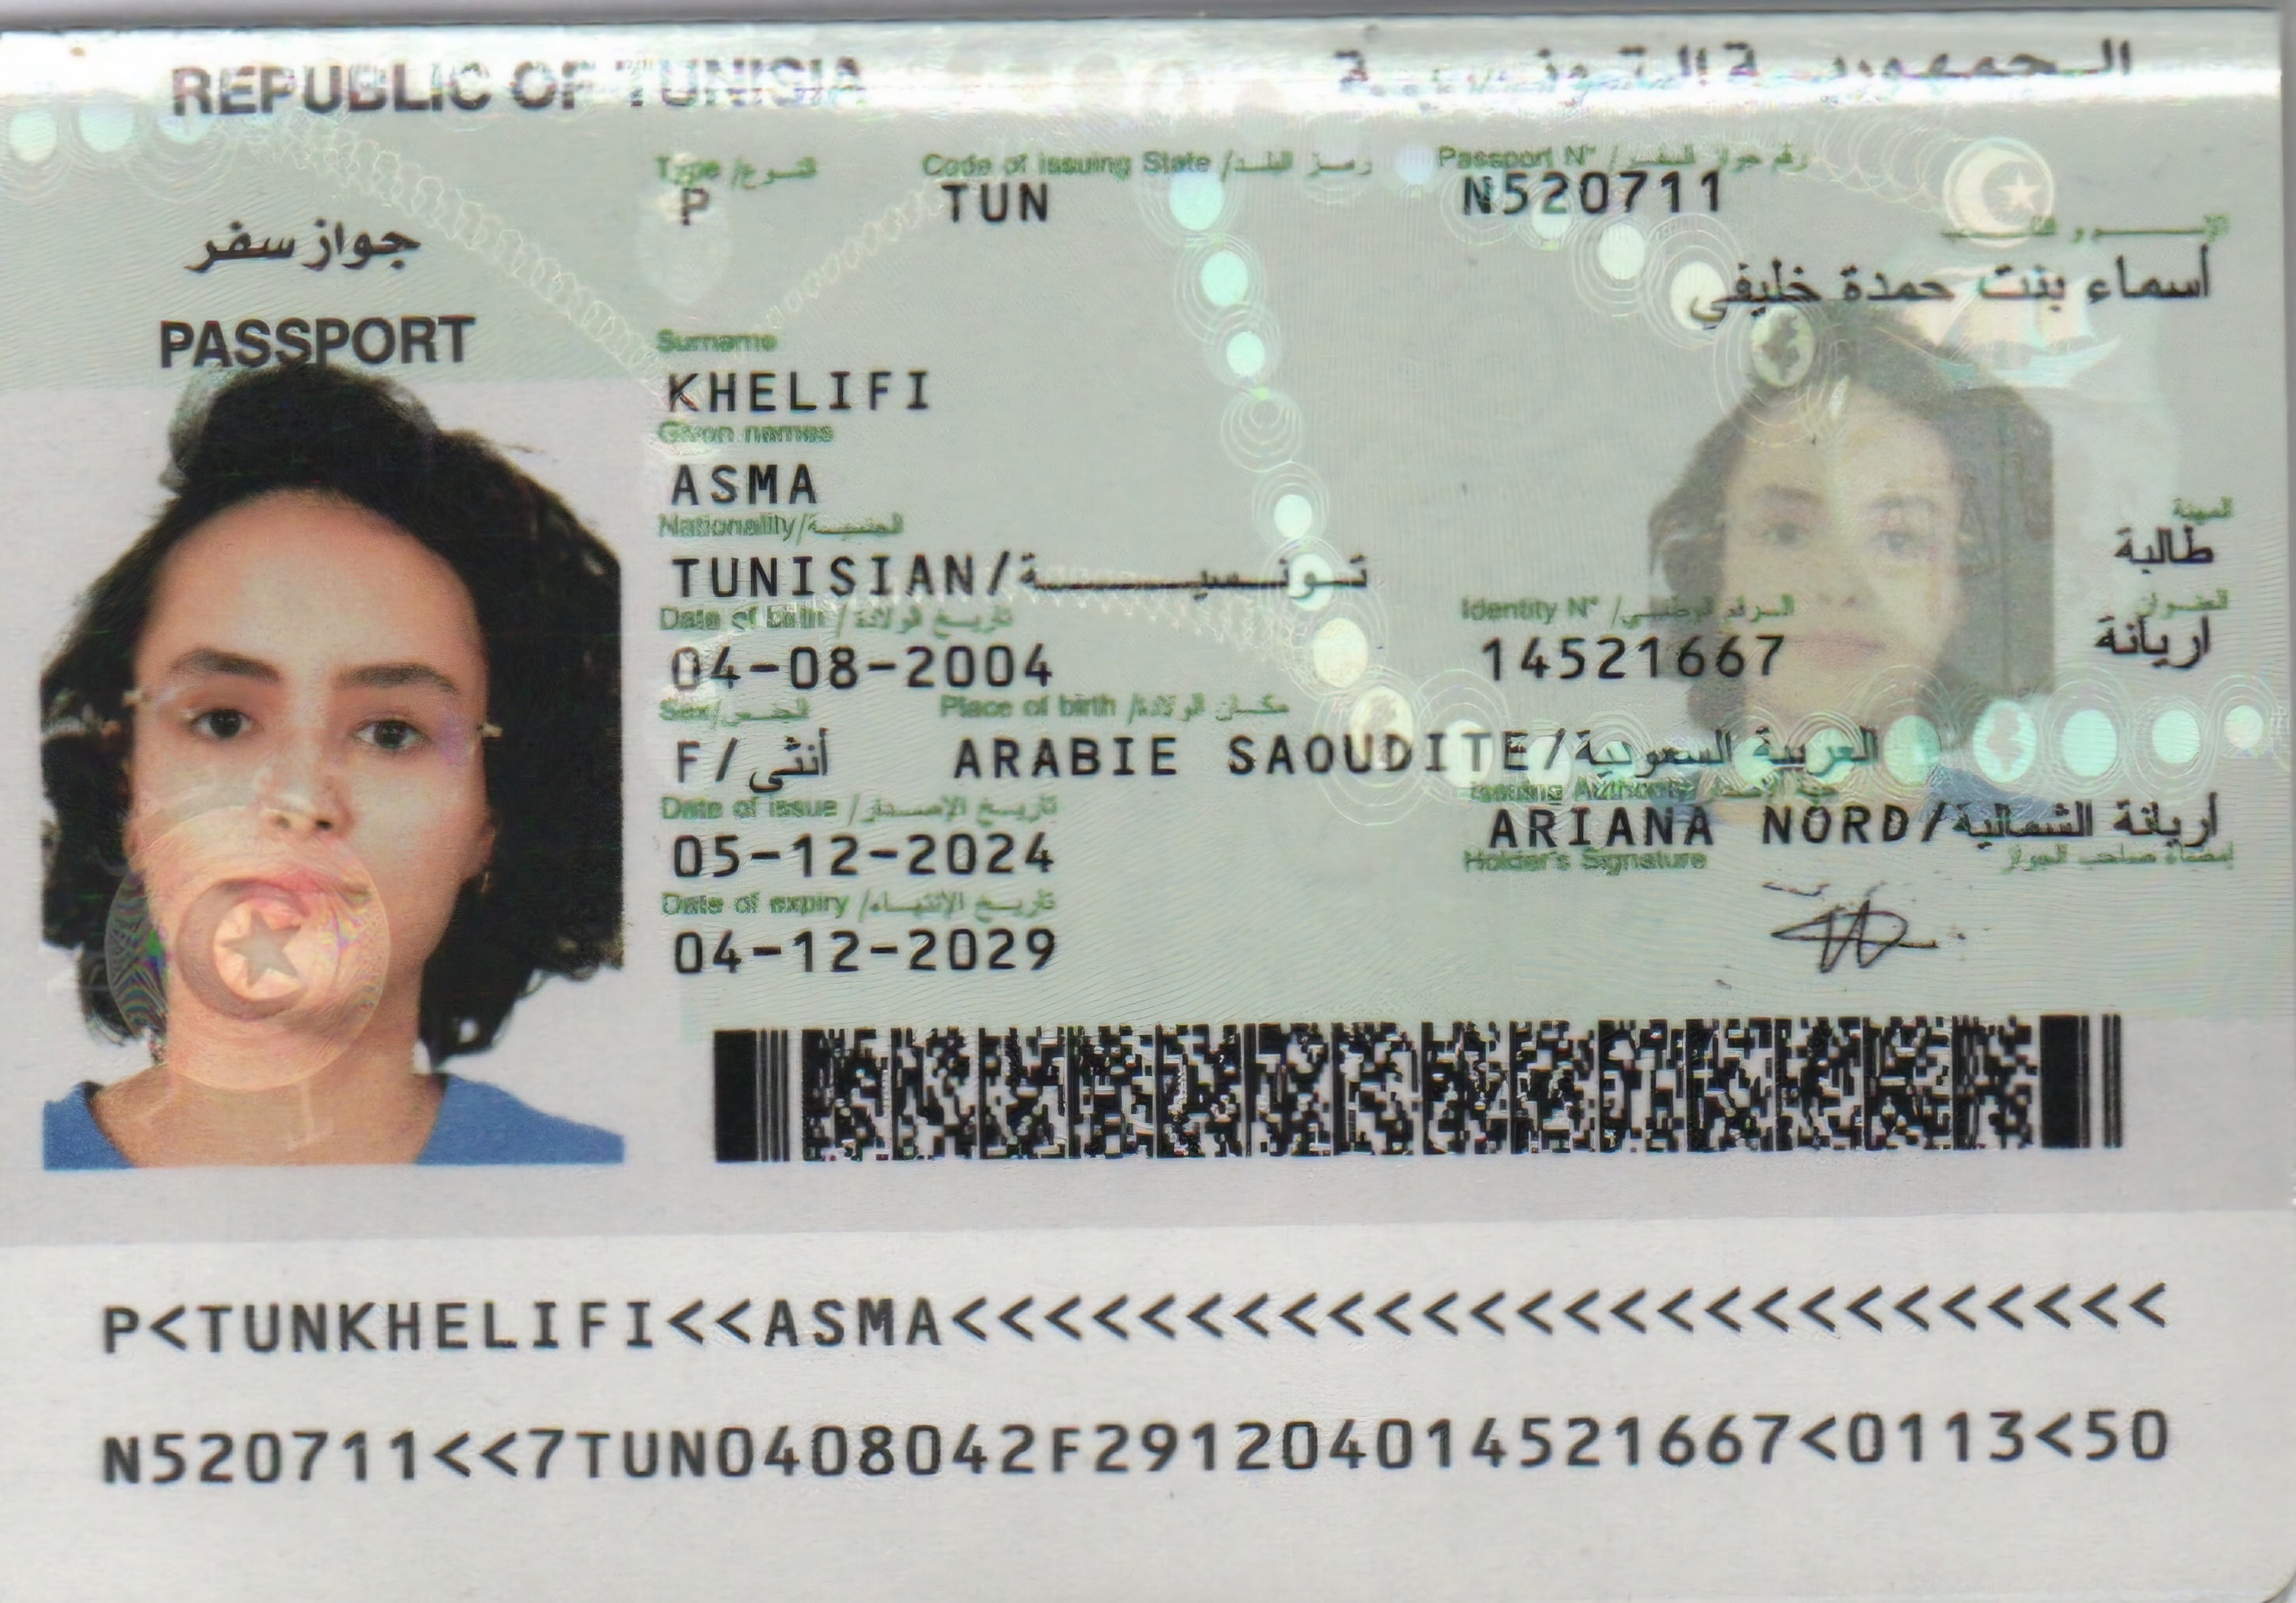 REPUBLIC OF TUNISIA الجمهورية التونسية
Type / النوع Code of issuing State / رمز البلد Passport N° / رقم جواز السفر
P TUN N520711
جواز سفر
الإسم و اللقب
أسماء بنت حمدة خليفي
PASSPORT
Surname
KHELIFI
Given names
ASMA
Nationality/الجنسية المهنة
TUNISIAN/تونسية طالبة
Date of birth / تاريخ الولادة Identity N° / الرقم الوطني العنوان
04-08-2004 14521667 اريانة
Sex/الجنس Place of birth / مكان الولادة
F/أنثى ARABIE SAOUDITE/العربية السعودية
Date of issue / تاريخ الإصدار Issuing Authority / جهة الإصدار
05-12-2024 ARIANA NORD/اريانة الشمالية
Holder's Signature إمضاء صاحب الجواز
Date of expiry / تاريخ الإنتهاء
04-12-2029
P<TUNKHELIFI<<ASMA<<<<<<<<<<<<<<<<<<<<<<<<<<
N520711<<7TUN0408042F291204014521667<0113<50